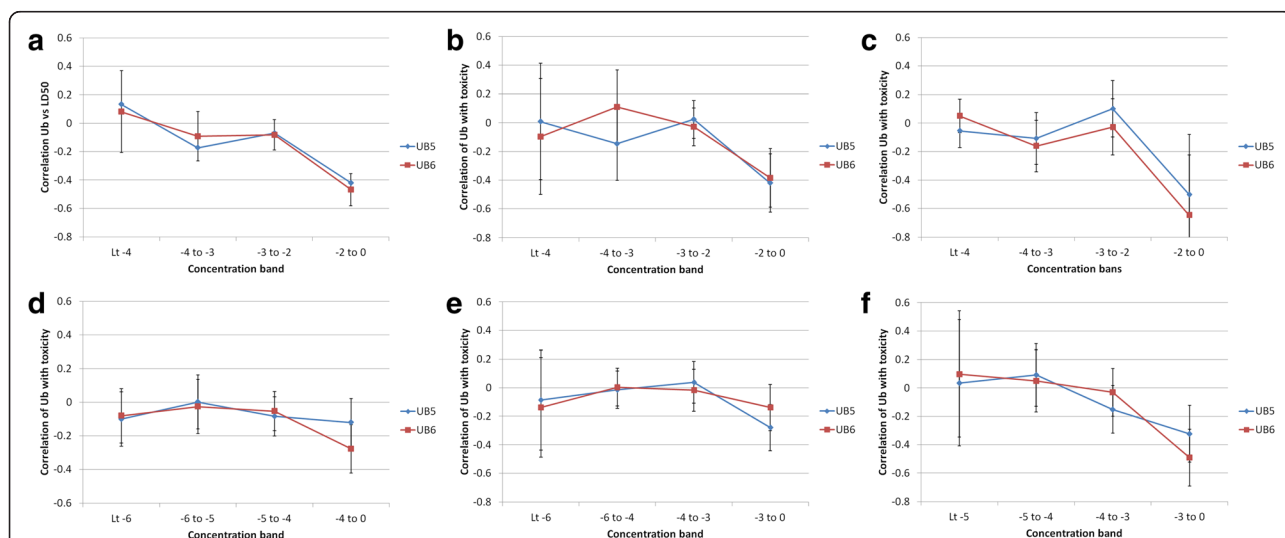 a
0.6
0.4
0.2
0
-0.2
-0.4
-0.6
-0.8
Correlation Ub vs LD50
Lt -4
-4 to -3
-3 to -2
-2 to 0
Concentration band
UB5
UB6
b
0.6
0.4
0.2
0
-0.2
-0.4
-0.6
-0.8
Correlation of Ub with toxicity
Lt -4
-4 to -3
-3 to -2
-2 to 0
Concentration band
UB5
UB6
c
0.6
0.4
0.2
0
-0.2
-0.4
-0.6
-0.8
Correlation Ub with toxicity
Lt -4
-4 to -3
-3 to -2
-2 to 0
Concentration bans
UB5
UB6
d
0.6
0.4
0.2
0
-0.2
-0.4
-0.6
Correlation of Ub with toxicity
Lt -6
-6 to -5
-5 to -4
-4 to 0
Concentration band
UB5
UB6
e
0.6
0.4
0.2
0
-0.2
-0.4
-0.6
-0.8
Correlation of Ub with toxicity
Lt -6
-6 to -4
-4 to -3
-3 to 0
Concentration band
UB5
UB6
f
0.6
0.4
0.2
0
-0.2
-0.4
-0.6
-0.8
Correlation of Ub with toxicity
Lt -5
-5 to -4
-4 to -3
-3 to 0
Concentration band
UB5
UB6